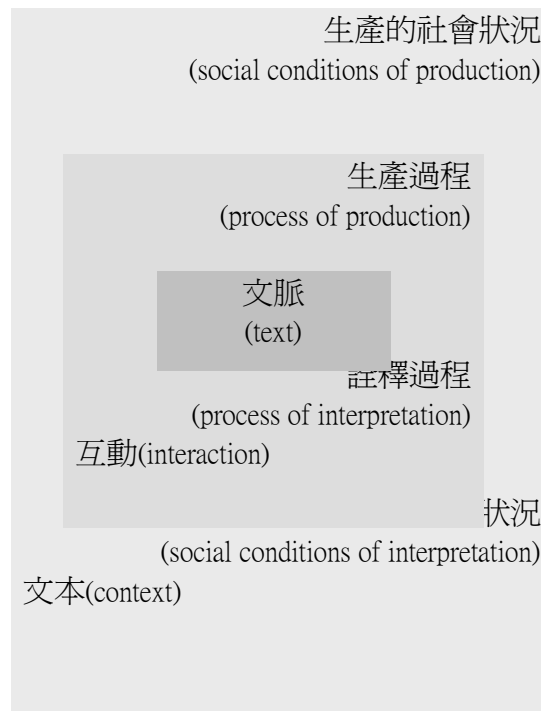 生產的社會狀況
(social conditions of production)
生產過程
(process of production)
文脈
(text)
詮釋過程
(process of interpretation)
互動(interaction)
狀況
(social conditions of interpretation)
文本(context)